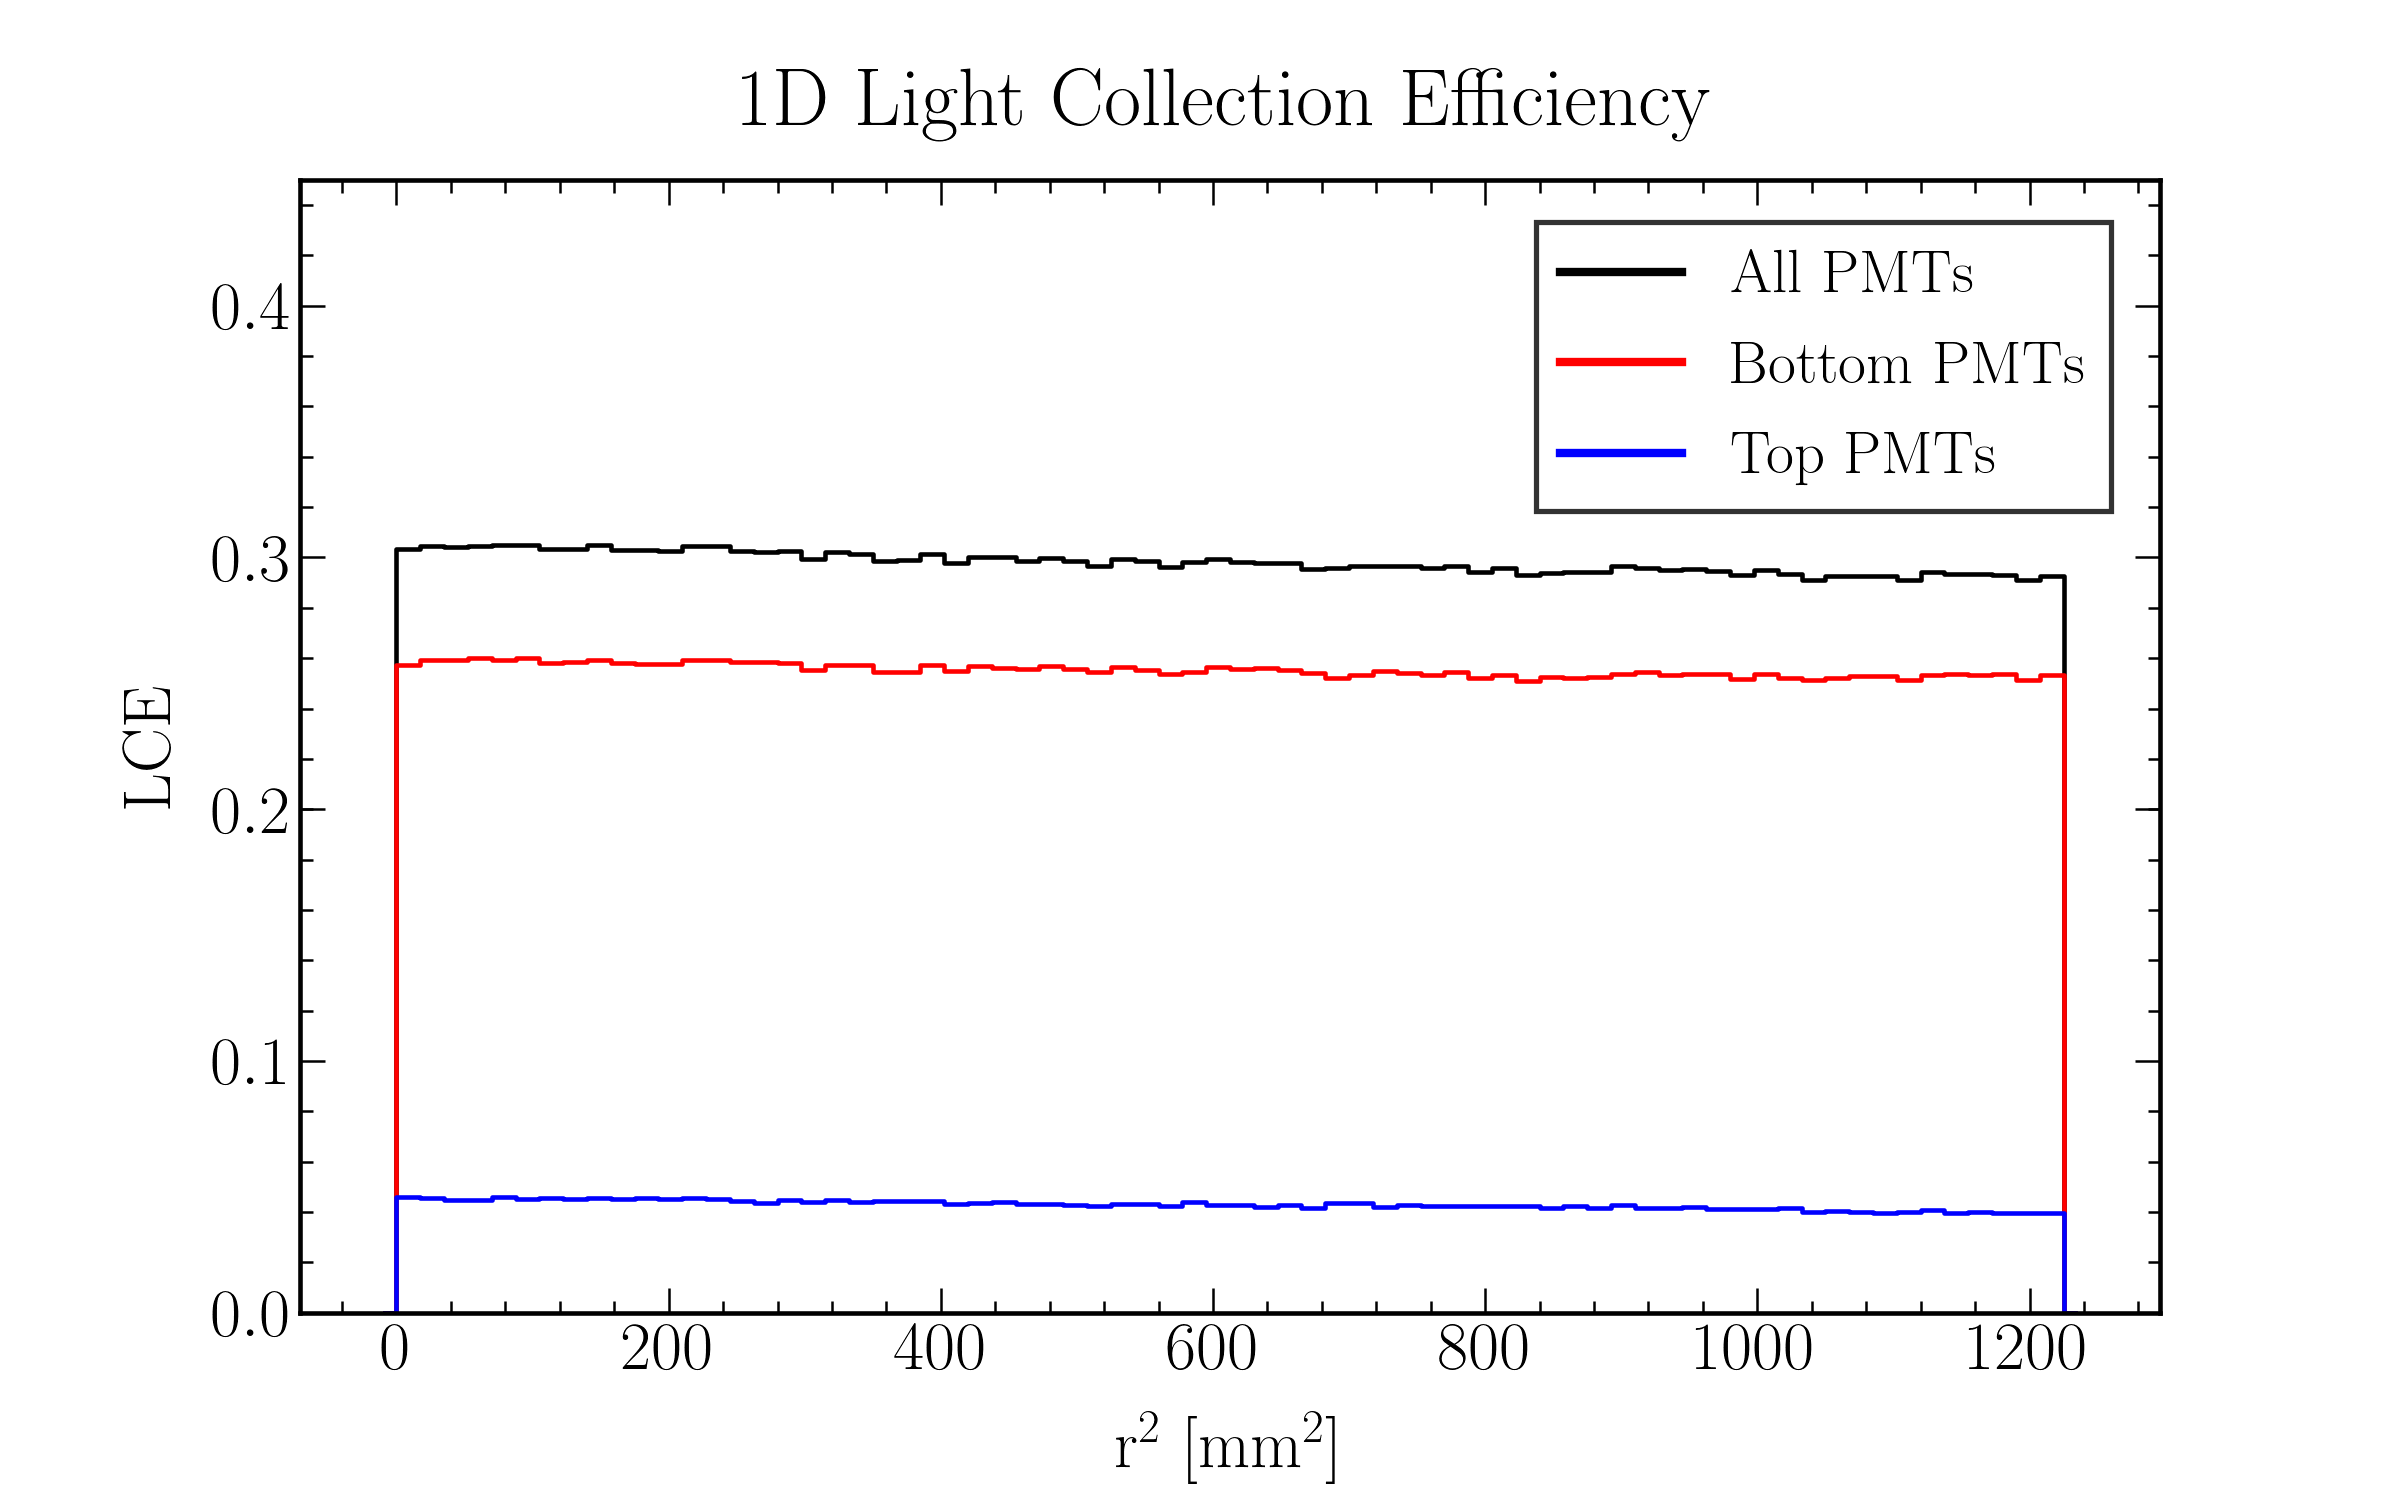 1D Light Collection Efficiency
All PMTs
Bottom PMTs
Top PMTs
LCE
0.4
0.3
0.2
0.1
0.0
0 200 400 600 800 1000 1200
r² [mm²]